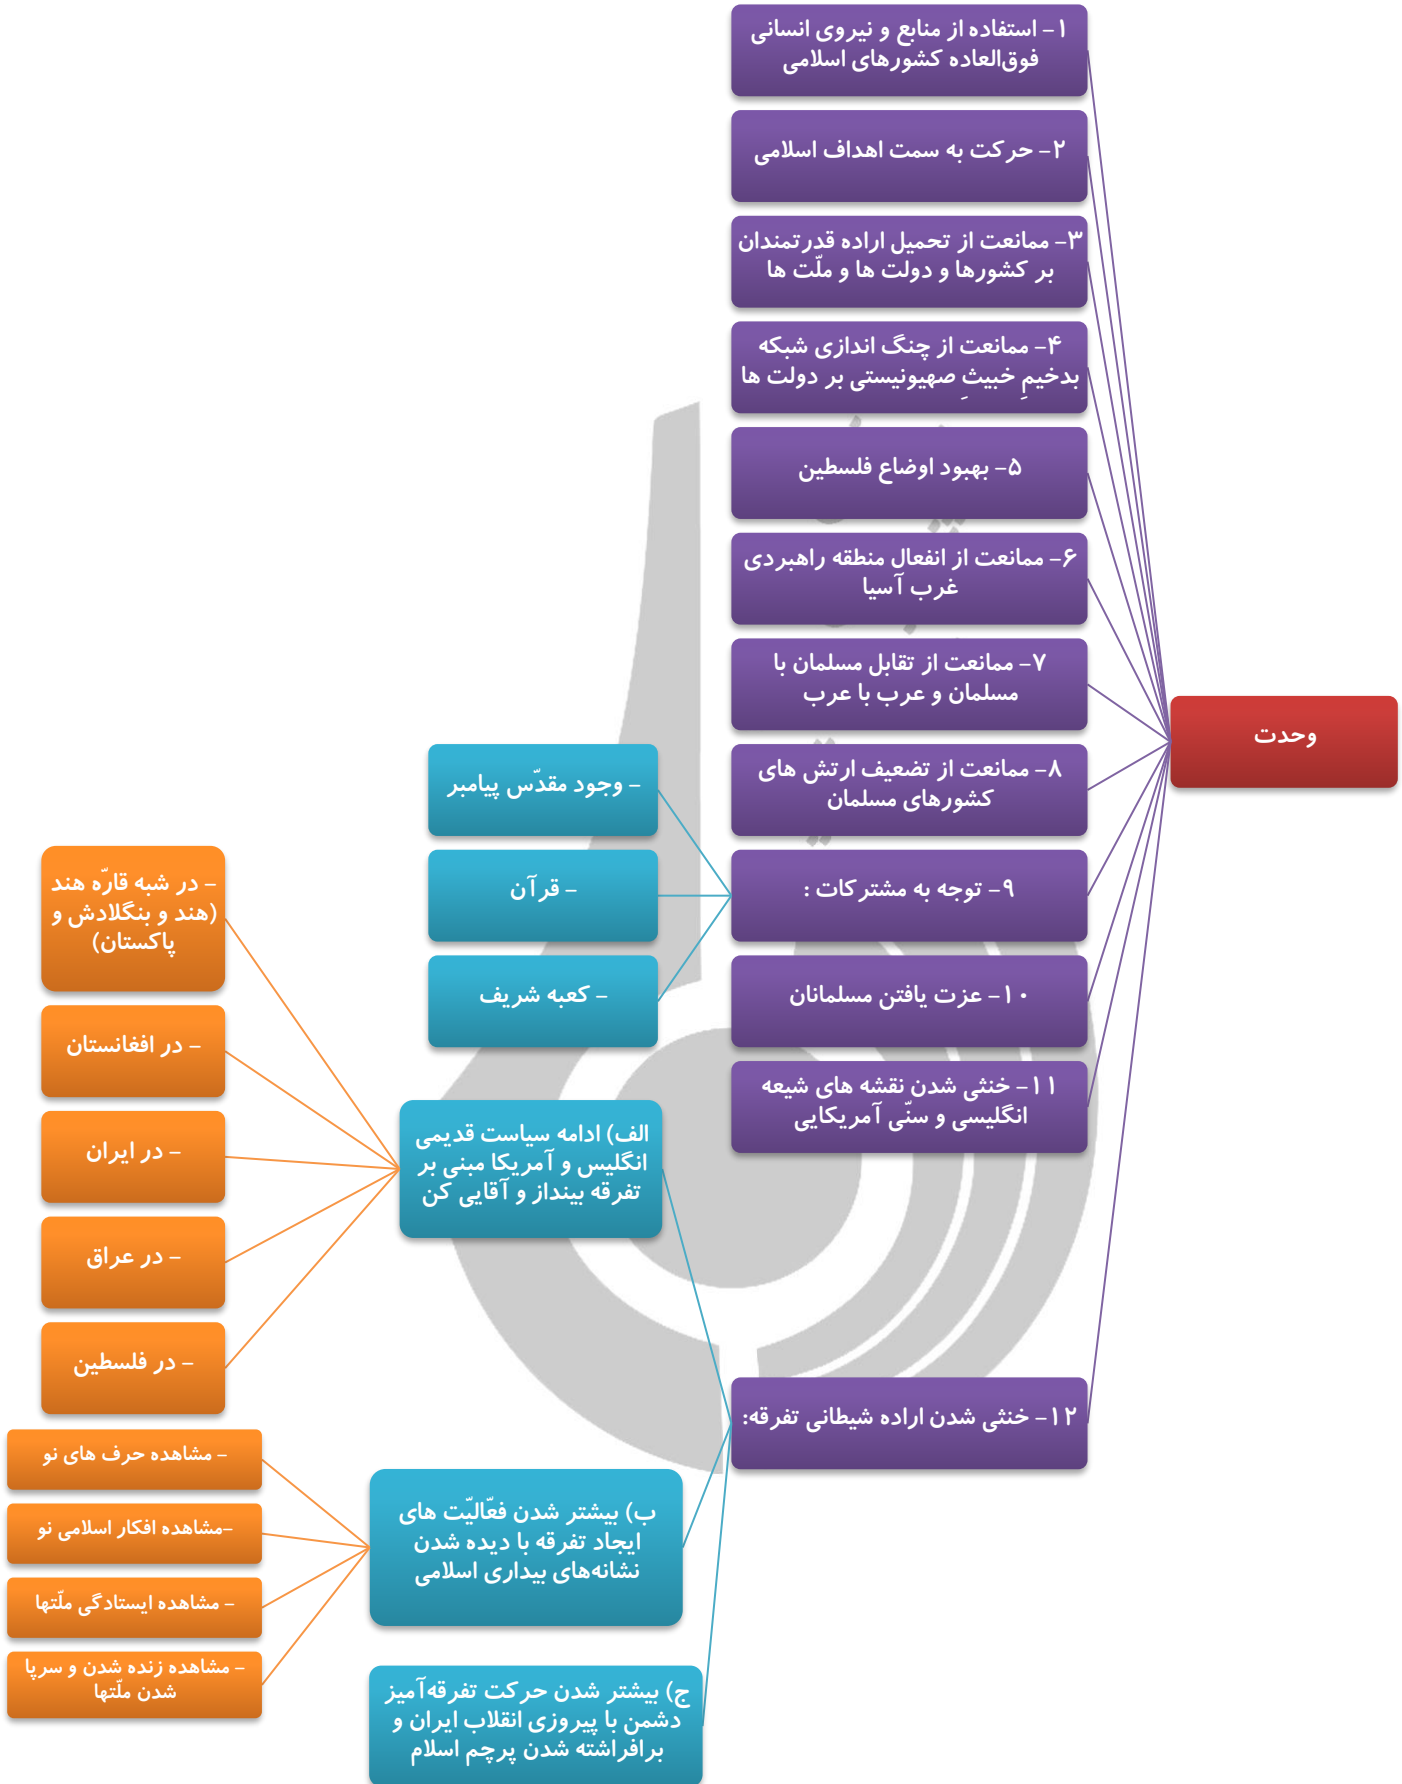 وحدت
۱- استفاده از منابع و نیروی انسانی
فوق‌العاده کشورهای اسلامی
۲- حرکت به سمت اهداف اسلامی
۳- ممانعت از تحمیل اراده قدرتمندان
بر کشورها و دولت ها و ملّت ها
۴- ممانعت از چنگ اندازی شبکه
بدخیمِ خبیثِ صهیونیستی بر دولت ها
۵- بهبود اوضاع فلسطین
۶- ممانعت از انفعال منطقه راهبردی
غرب آسیا
۷- ممانعت از تقابل مسلمان با
مسلمان و عرب با عرب
۸- ممانعت از تضعیف ارتش های
کشورهای مسلمان
۹- توجه به مشترکات :
- وجود مقدّس پیامبر
- قرآن
- کعبه شریف
۱۰- عزت یافتن مسلمانان
۱۱- خنثی شدن نقشه های شیعه
انگلیسی و سنّی آمریکایی
۱۲- خنثی شدن اراده شیطانی تفرقه:
الف) ادامه سیاست قدیمی
انگلیس و آمریکا مبنی بر
تفرقه بینداز و آقایی کن
- در شبه قارّه هند
(هند و بنگلادش و
پاکستان)
- در افغانستان
- در ایران
- در عراق
- در فلسطین
ب) بیشتر شدن فعّالیّت های
ایجاد تفرقه با دیده شدن
نشانه‌های بیداری اسلامی
- مشاهده حرف های نو
-مشاهده افکار اسلامی نو
- مشاهده ایستادگی ملّتها
- مشاهده زنده شدن و سرپا
شدن ملّتها
ج) بیشتر شدن حرکت تفرقه‌آمیز
دشمن با پیروزی انقلاب ایران و
برافراشته شدن پرچم اسلام